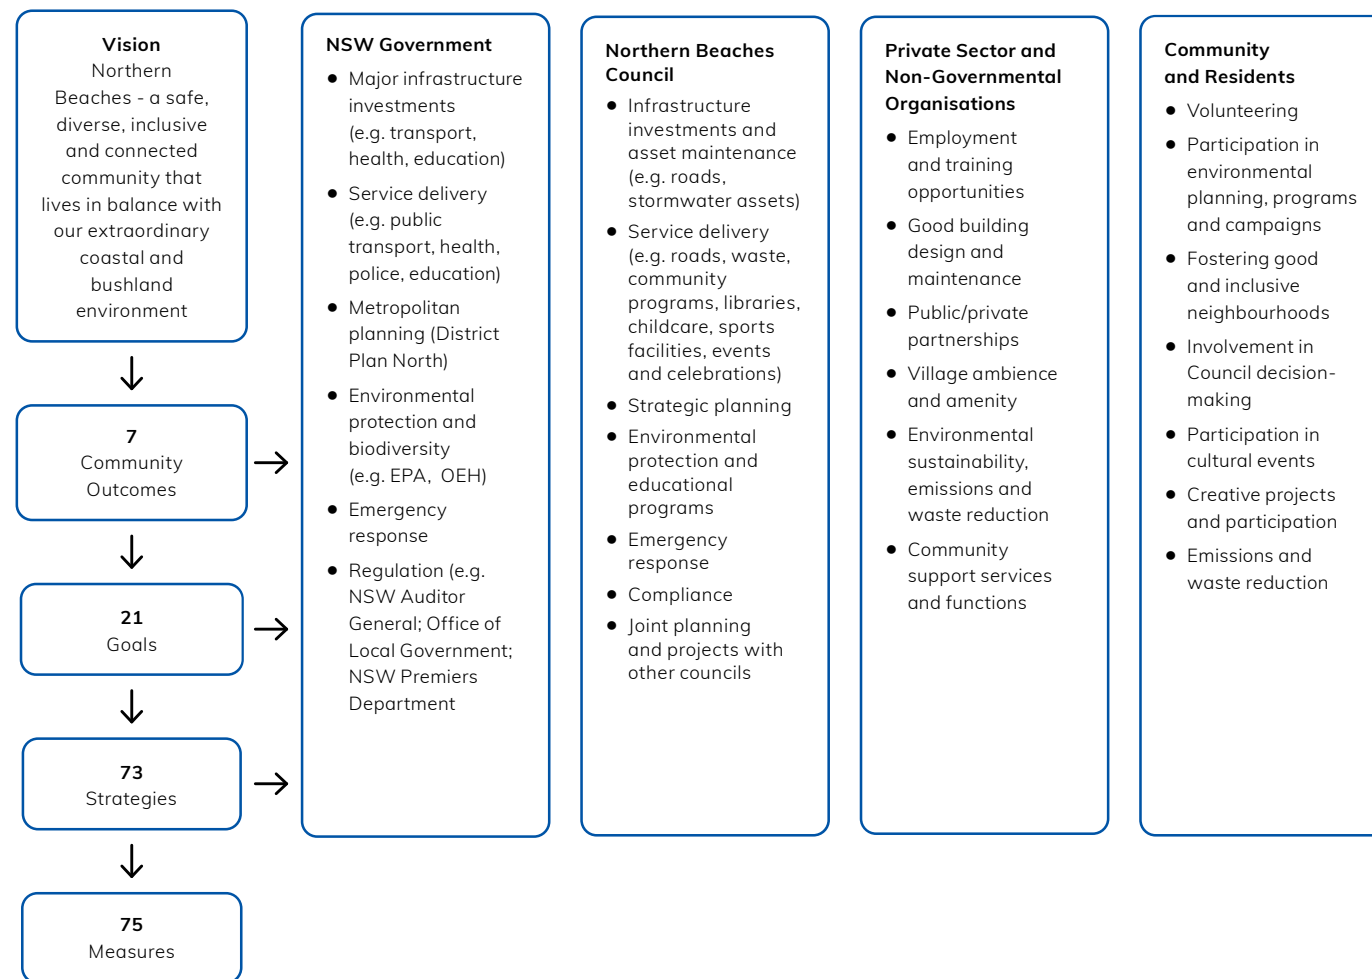 Vision
Northern
Beaches - a safe,
diverse, inclusive
and connected
community that
lives in balance with
our extraordinary
coastal and
bushland
environment
7
Community
Outcomes
21
Goals
73
Strategies
75
Measures
NSW Government
● Major infrastructure
investments
(e.g. transport,
health, education)
● Service delivery
(e.g. public
transport, health,
police, education)
● Metropolitan
planning (District
Plan North)
● Environmental
protection and
biodiversity
(e.g. EPA, OEH)
● Emergency
response
● Regulation (e.g.
NSW Auditor
General; Office of
Local Government;
NSW Premiers
Department
Northern Beaches
Council
● Infrastructure
investments and
asset maintenance
(e.g. roads,
stormwater assets)
● Service delivery
(e.g. roads, waste,
community
programs, libraries,
childcare, sports
facilities, events
and celebrations)
● Strategic planning
● Environmental
protection and
educational
programs
● Emergency
response
● Compliance
● Joint planning
and projects with
other councils
Private Sector and
Non-Governmental
Organisations
● Employment
and training
opportunities
● Good building
design and
maintenance
● Public/private
partnerships
● Village ambience
and amenity
● Environmental
sustainability,
emissions and
waste reduction
● Community
support services
and functions
Community
and Residents
● Volunteering
● Participation in
environmental
planning, programs
and campaigns
● Fostering good
and inclusive
neighbourhoods
● Involvement in
Council decision-
making
● Participation in
cultural events
● Creative projects
and participation
● Emissions and
waste reduction